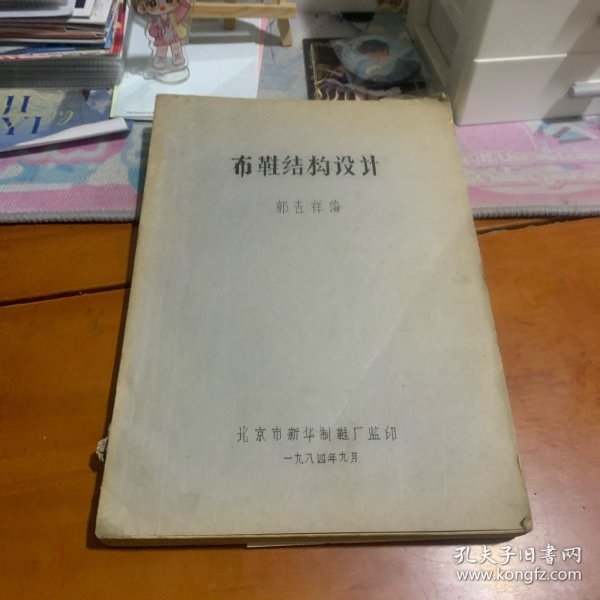 布鞋结构设计
郭吉祥编
北京市新华制鞋厂监印
一九八四年九月
孔夫子旧书网
www.kongfz.com